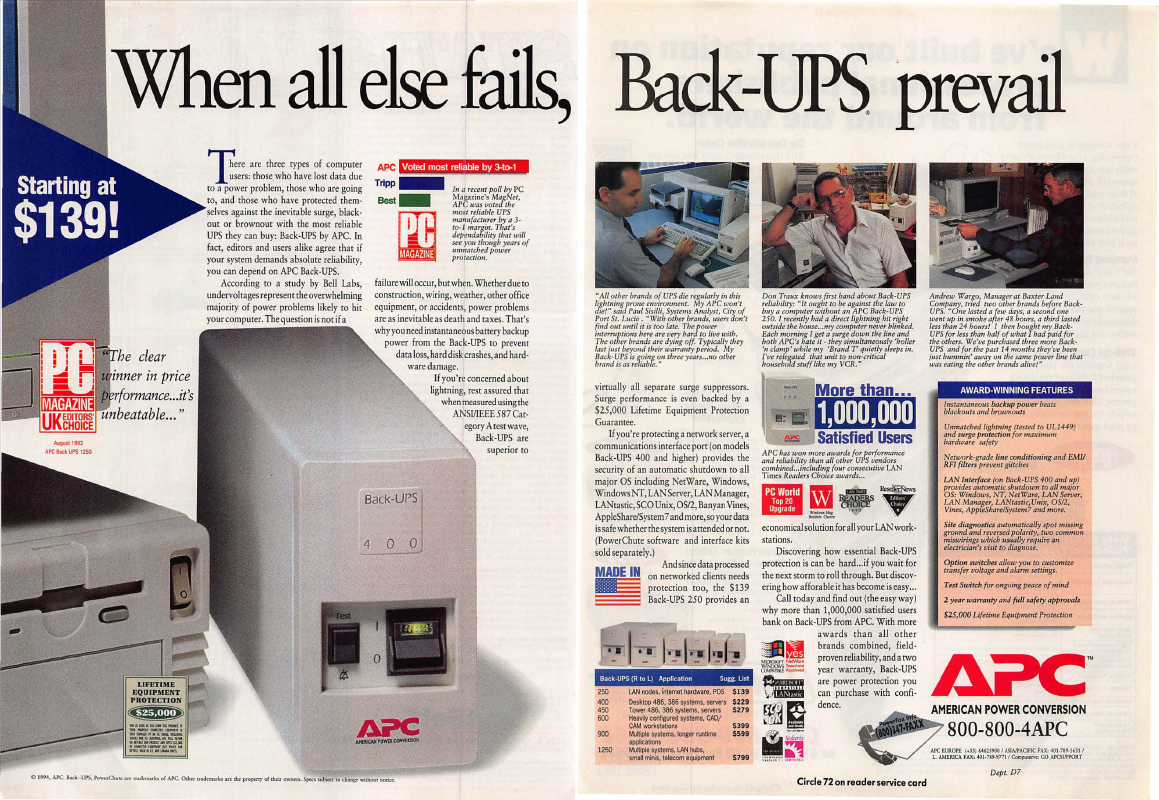 When all else fails,
Starting at
$139!
There are three types of computer
users: those who have lost data due
to a power problem, those who are going
to, and those who have protected them-
selves against the inevitable surge, black-
out or brownout with the most reliable
UPS they can buy: Back-UPS by APC. In
fact, editors and users alike agree that if
your system demands absolute reliability,
you can depend on APC Back-UPS.
According to a study by Bell Labs,
undervoltages represent the overwhelming
majority of power problems likely to hit
your computer. The question is not if a
APC Voted most reliable by 3-to-1
Tripp
Best
PC
MAGAZINE
In a recent poll by PC
Magazine's MagNet,
APC was voted the
most reliable UPS
manufacturer by a 3-
to-1 margin. That's
dependability that will
see you though years of
unmatched power
protection.
failure will occur, but when. Whether due to
construction, wiring, weather, other office
equipment, or accidents, power problems
are as inevitable as death and taxes. That's
why you need instantaneous battery backup
power from the Back-UPS to prevent
data loss, hard disk crashes, and hard-
ware damage.
If you're concerned about
lightning, rest assured that
when measured using the
ANSI/IEEE 587 Cat-
egory A test wave,
Back-UPS are
superior to
PC
MAGAZINE
UK EDITORS'
CHOICE
August 1993
APC Back UPS 1250
"The clear
winner in price
performance...it's
unbeatable..."
Back-UPS
4 0 0
Test
I
0
APC
AMERICAN POWER CONVERSION
LIFETIME
EQUIPMENT
PROTECTION
$25,000
© 1994, APC. Back-UPS, PowerChute are trademarks of APC. Other trademarks are the property of their owners. Specs subject to change without notice.
Back-UPS prevail
"All other brands of UPS die regularly in this
lightning prone environment. My APC won't
die!" said Paul Sisilli, Systems Analyst, City of
Port St. Lucie . "With other brands, users don't
find out until it is too late. The power
interruptions here are very hard to live with.
The other brands are dying off. Typically they
last just beyond their warranty period. My
Back-UPS is going on three years...no other
brand is as reliable."
Don Traux knows first hand about Back-UPS
reliability: "It ought to be against the law to
buy a computer without an APC Back-UPS
250. I recently had a direct lightning hit right
outside the house...my computer never blinked.
Each morning I get a surge down the line and
both APC's hate it - they simultaneously 'holler
'n clamp' while my 'Brand T' quietly sleeps in.
I've relegated that unit to non-critical
household stuff like my VCR."
Andrew Wargo, Manager at Baxter Land
Company, tried two other brands before Back-
UPS. "One lasted a few days, a second one
went up in smoke after 48 hours, a third lasted
less than 24 hours! I then bought my Back-
UPS for less than half of what I had paid for
the others. We've purchased three more Back-
UPS and for the past 14 months they've been
just hummin' away on the same power line that
was eating the other brands alive!"
virtually all separate surge suppressors.
Surge performance is even backed by a
$25,000 Lifetime Equipment Protection
Guarantee.
If you're protecting a network server, a
communications interface port (on models
Back-UPS 400 and higher) provides the
security of an automatic shutdown to all
major OS including NetWare, Windows,
Windows NT, LAN Server, LAN Manager,
LANtastic, SCO Unix, OS/2, Banyan Vines,
AppleShare/System7 and more, so your data
is safe whether the system is attended or not.
(PowerChute software and interface kits
sold separately.)
MADE IN
And since data processed
on networked clients needs
protection too, the $139
Back-UPS 250 provides an
Back-UPS (R to L) Application Sugg. List
250 LAN nodes, internet hardware, POS $139
400 Desktop 486, 386 systems, servers $229
450 Tower 486, 386 systems, servers $279
600 Heavily configured systems, CAD/
CAM workstations $399
900 Multiple systems, longer runtime $599
applications
1250 Multiple systems, LAN hubs,
small minis, telecom equipment $799
More than...
1,000,000
Satisfied Users
APC
APC has won more awards for performance
and reliability than all other UPS vendors
combined...including four consecutive LAN
Times Readers Choice awards...
PC World
Top 20
Upgrade
W
Windows Mag
Readers Choice
LAN TIMES
READERS
CHOICE
Reseller News
Editors'
Choice
economical solution for all your LAN work-
stations.
Discovering how essential Back-UPS
protection is can be hard...if you wait for
the next storm to roll through. But discov-
ering how afforable it has become is easy...
Call today and find out (the easy way)
why more than 1,000,000 satisfied users
bank on Back-UPS from APC. With more
awards than all other
brands combined, field-
proven reliability, and a two
year warranty, Back-UPS
are power protection you
can purchase with confi-
dence.
MICROSOFT
WINDOWS
COMPATIBLE
yes
NetWare
Tested and
Approved
LANtastic
SCO
OK
Solaris
AWARD-WINNING FEATURES
Instantaneous backup power beats
blackouts and brownouts
Unmatched lightning (tested to UL1449)
and surge protection for maximum
hardware safety
Network-grade line conditioning and EMI/
RFI filters prevent glitches
LAN Interface (on Back-UPS 400 and up)
provides automatic shutdown to all major
OS: Windows, NT, NetWare, LAN Server,
LAN Manager, LANtastic, Unix, OS/2,
Vines, AppleShare/System7 and more.
Site diagnostics automatically spot missing
ground and reversed polarity, two common
miswirings which usually require an
electrician's visit to diagnose.
Option switches allow you to customize
transfer voltage and alarm settings.
Test Switch for ongoing peace of mind
2 year warranty and full safety approvals
$25,000 Lifetime Equipment Protection
APC™
AMERICAN POWER CONVERSION
PowerFax Info
(800)347-FAXX
800-800-4APC
APC EUROPE (+33) 64625900 / ASIA/PACIFIC FAX: 401-789-1631 /
L. AMERICA FAX: 401-789-9771 / Compuserve: GO APCSUPPORT
Dept. D7
Circle 72 on reader service card